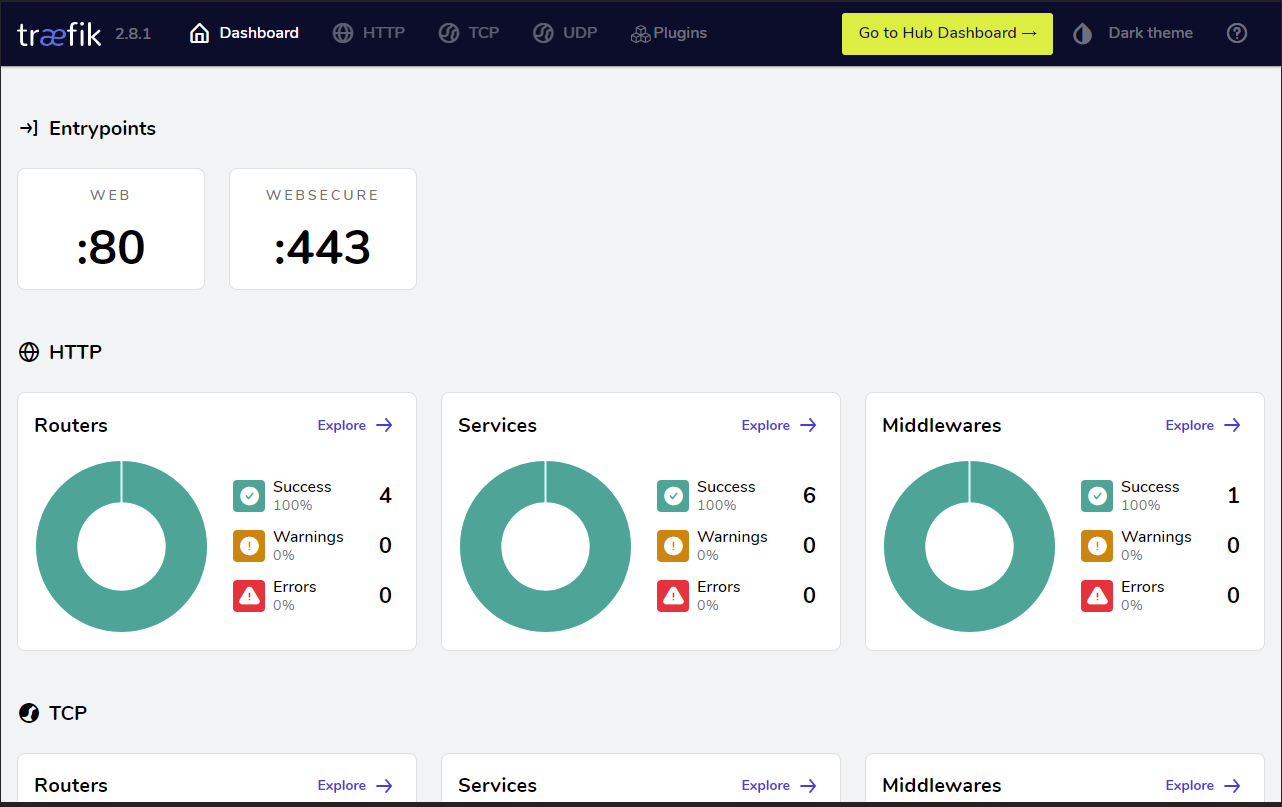 træfik 2.8.1 Dashboard HTTP TCP UDP Plugins Go to Hub Dashboard → Dark theme
Entrypoints
WEB WEBSECURE
:80 :443
HTTP
Routers Explore Services Explore Middlewares Explore
Success 4 Success 6 Success 1
100% 100% 100%
Warnings 0 Warnings 0 Warnings 0
0% 0% 0%
Errors 0 Errors 0 Errors 0
0% 0% 0%
TCP
Routers Explore Services Explore Middlewares Explore